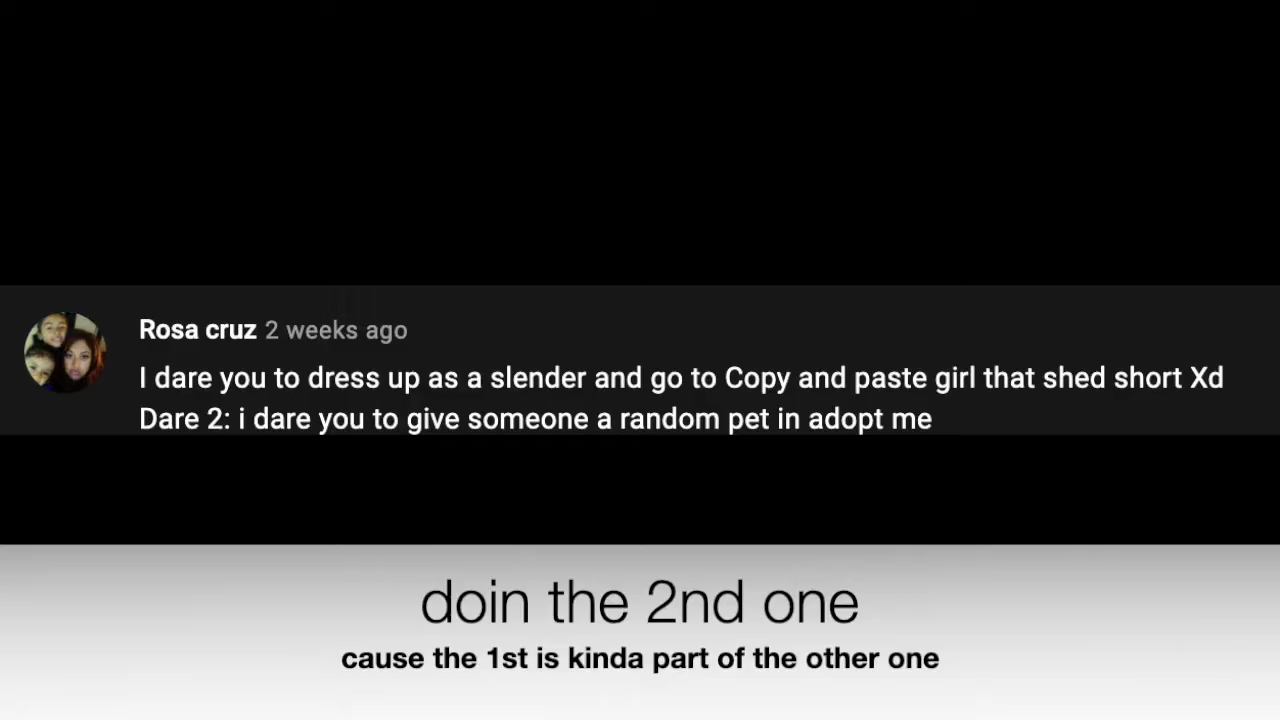 Rosa cruz 2 weeks ago
I dare you to dress up as a slender and go to Copy and paste girl that shed short Xd
Dare 2: i dare you to give someone a random pet in adopt me
doin the 2nd one
cause the 1st is kinda part of the other one